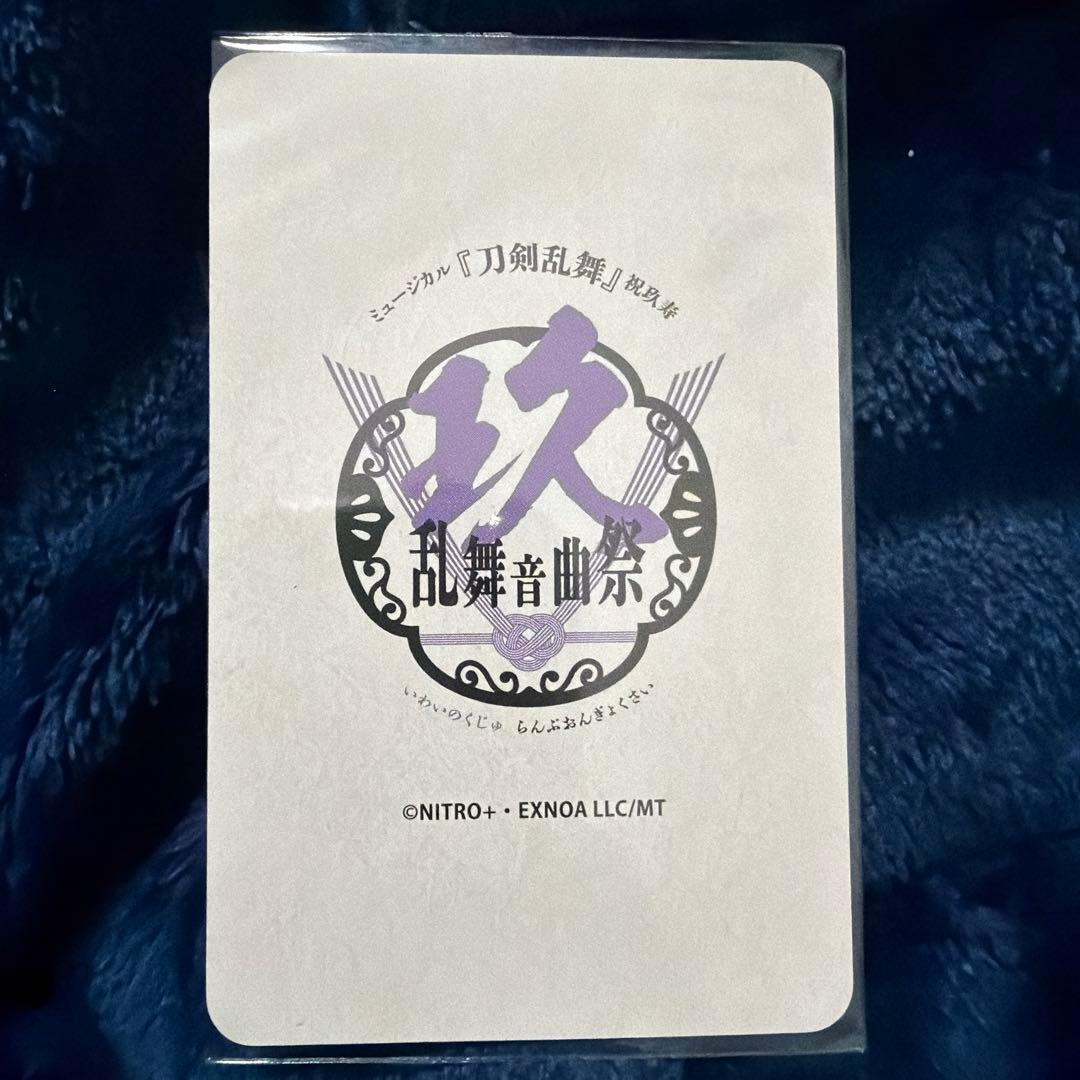 ミュージカル『刀剣乱舞』祝玖寿
玖
乱舞音曲祭
いわいのくじゅ らんぶおんぎょくさい
©NITRO+・EXNOA LLC/MT